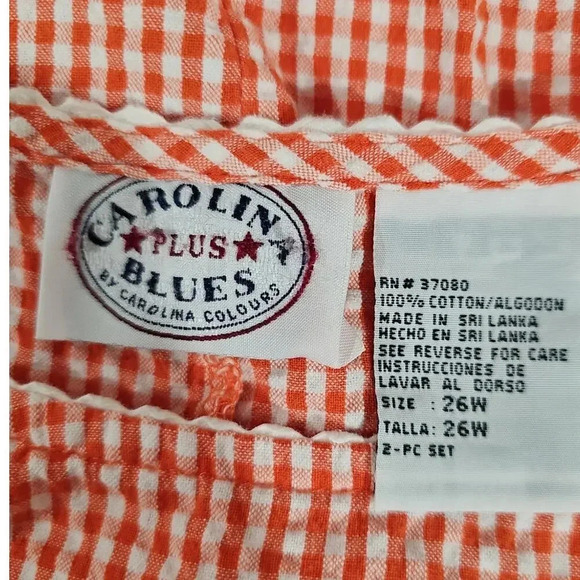 CAROLINA
PLUS
BLUES
BY CAROLINA COLOURS
RN# 37080
100% COTTON/ALGODON
MADE IN SRI LANKA
HECHO EN SRI LANKA
SEE REVERSE FOR CARE
INSTRUCCIONES DE
LAVAR AL DORSO
SIZE : 26W
TALLA: 26W
2-PC SET